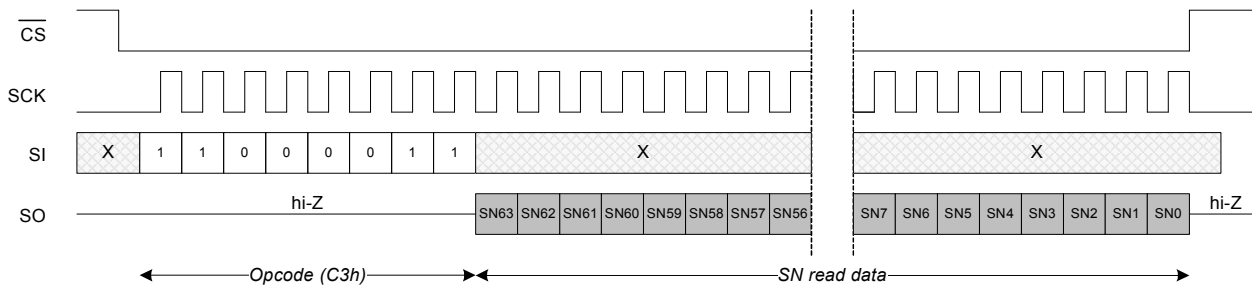 CS
SCK
SI X 1 1 0 0 0 0 1 1 X X
hi-Z hi-Z
SO SN63 SN62 SN61 SN60 SN59 SN58 SN57 SN56 SN7 SN6 SN5 SN4 SN3 SN2 SN1 SN0
Opcode (C3h) SN read data